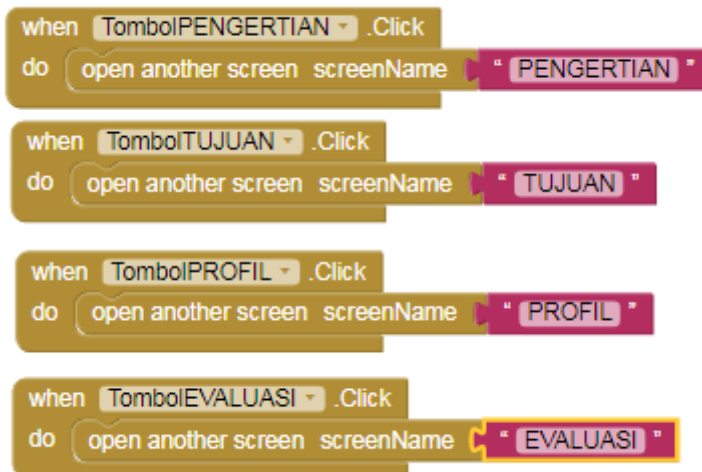 when TombolPENGERTIAN .Click
do open another screen screenName " PENGERTIAN "
when TombolTUJUAN .Click
do open another screen screenName " TUJUAN "
when TombolPROFIL .Click
do open another screen screenName " PROFIL "
when TombolEVALUASI .Click
do open another screen screenName " EVALUASI "